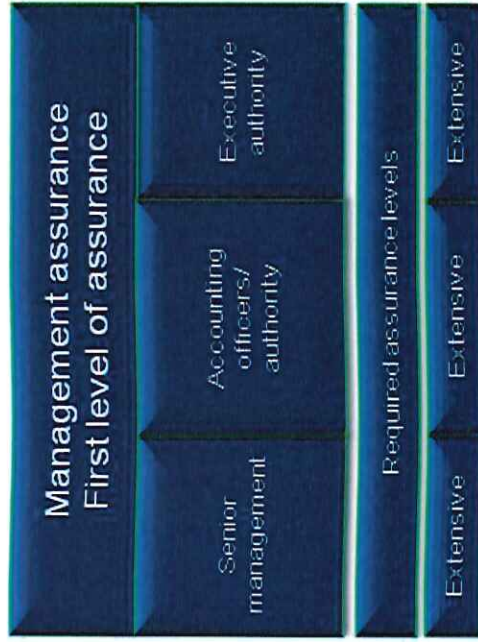 Management assurance
First level of assurance
Senior
management
Accounting
officers/
authority
Executive
authority
Required assurance levels
Extensive
Extensive
Extensive